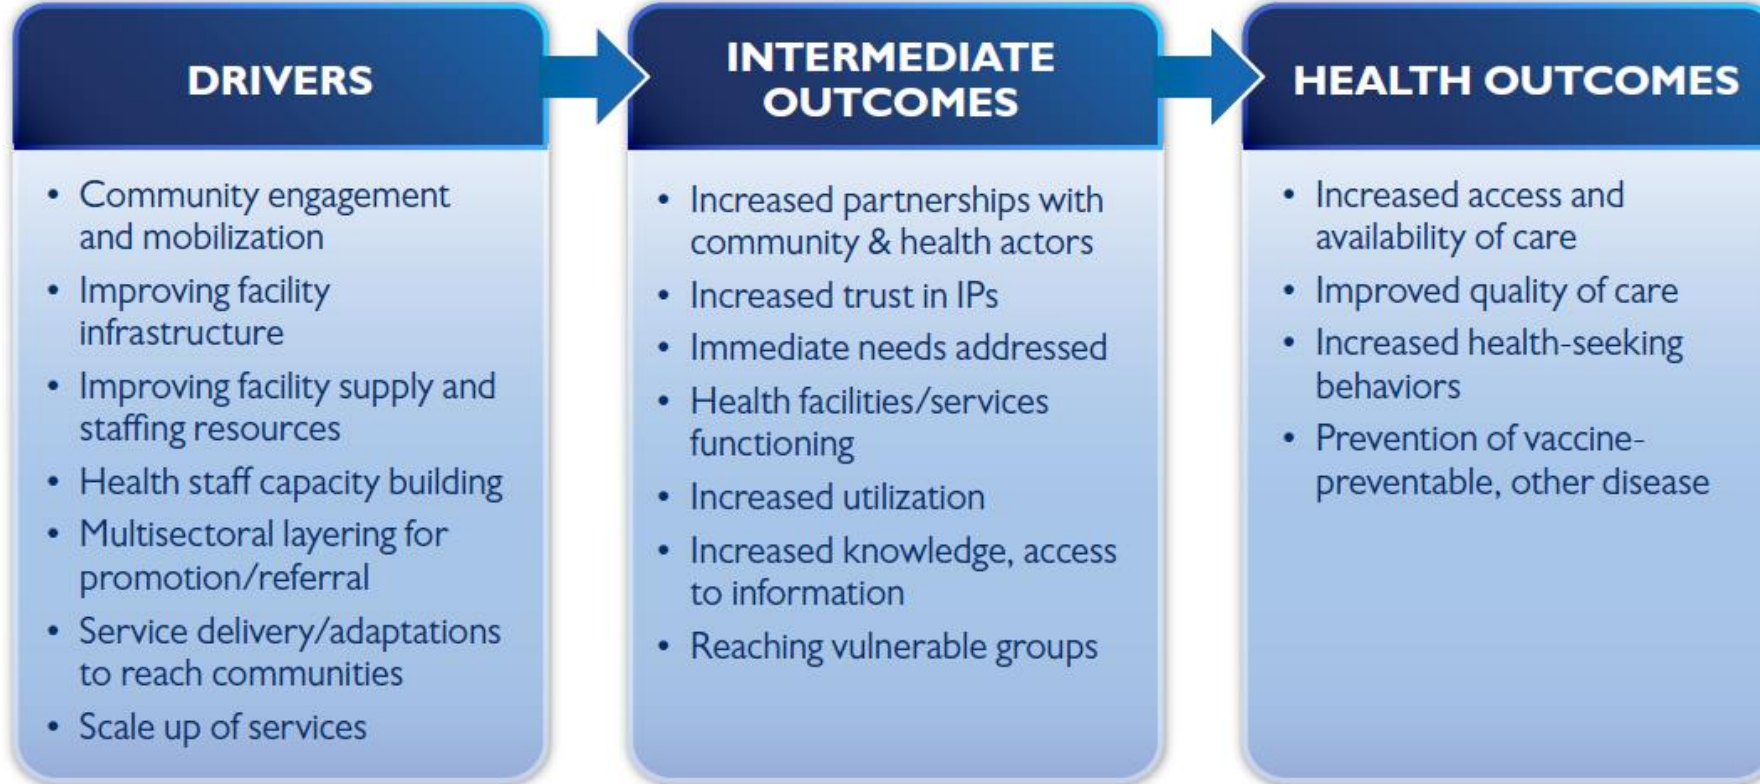 DRIVERS
• Community engagement
and mobilization
• Improving facility
infrastructure
• Improving facility supply and
staffing resources
• Health staff capacity building
• Multisectoral layering for
promotion/referral
• Service delivery/adaptations
to reach communities
• Scale up of services
INTERMEDIATE
OUTCOMES
• Increased partnerships with
community & health actors
• Increased trust in IPs
• Immediate needs addressed
• Health facilities/services
functioning
• Increased utilization
• Increased knowledge, access
to information
• Reaching vulnerable groups
HEALTH OUTCOMES
• Increased access and
availability of care
• Improved quality of care
• Increased health-seeking
behaviors
• Prevention of vaccine-
preventable, other disease